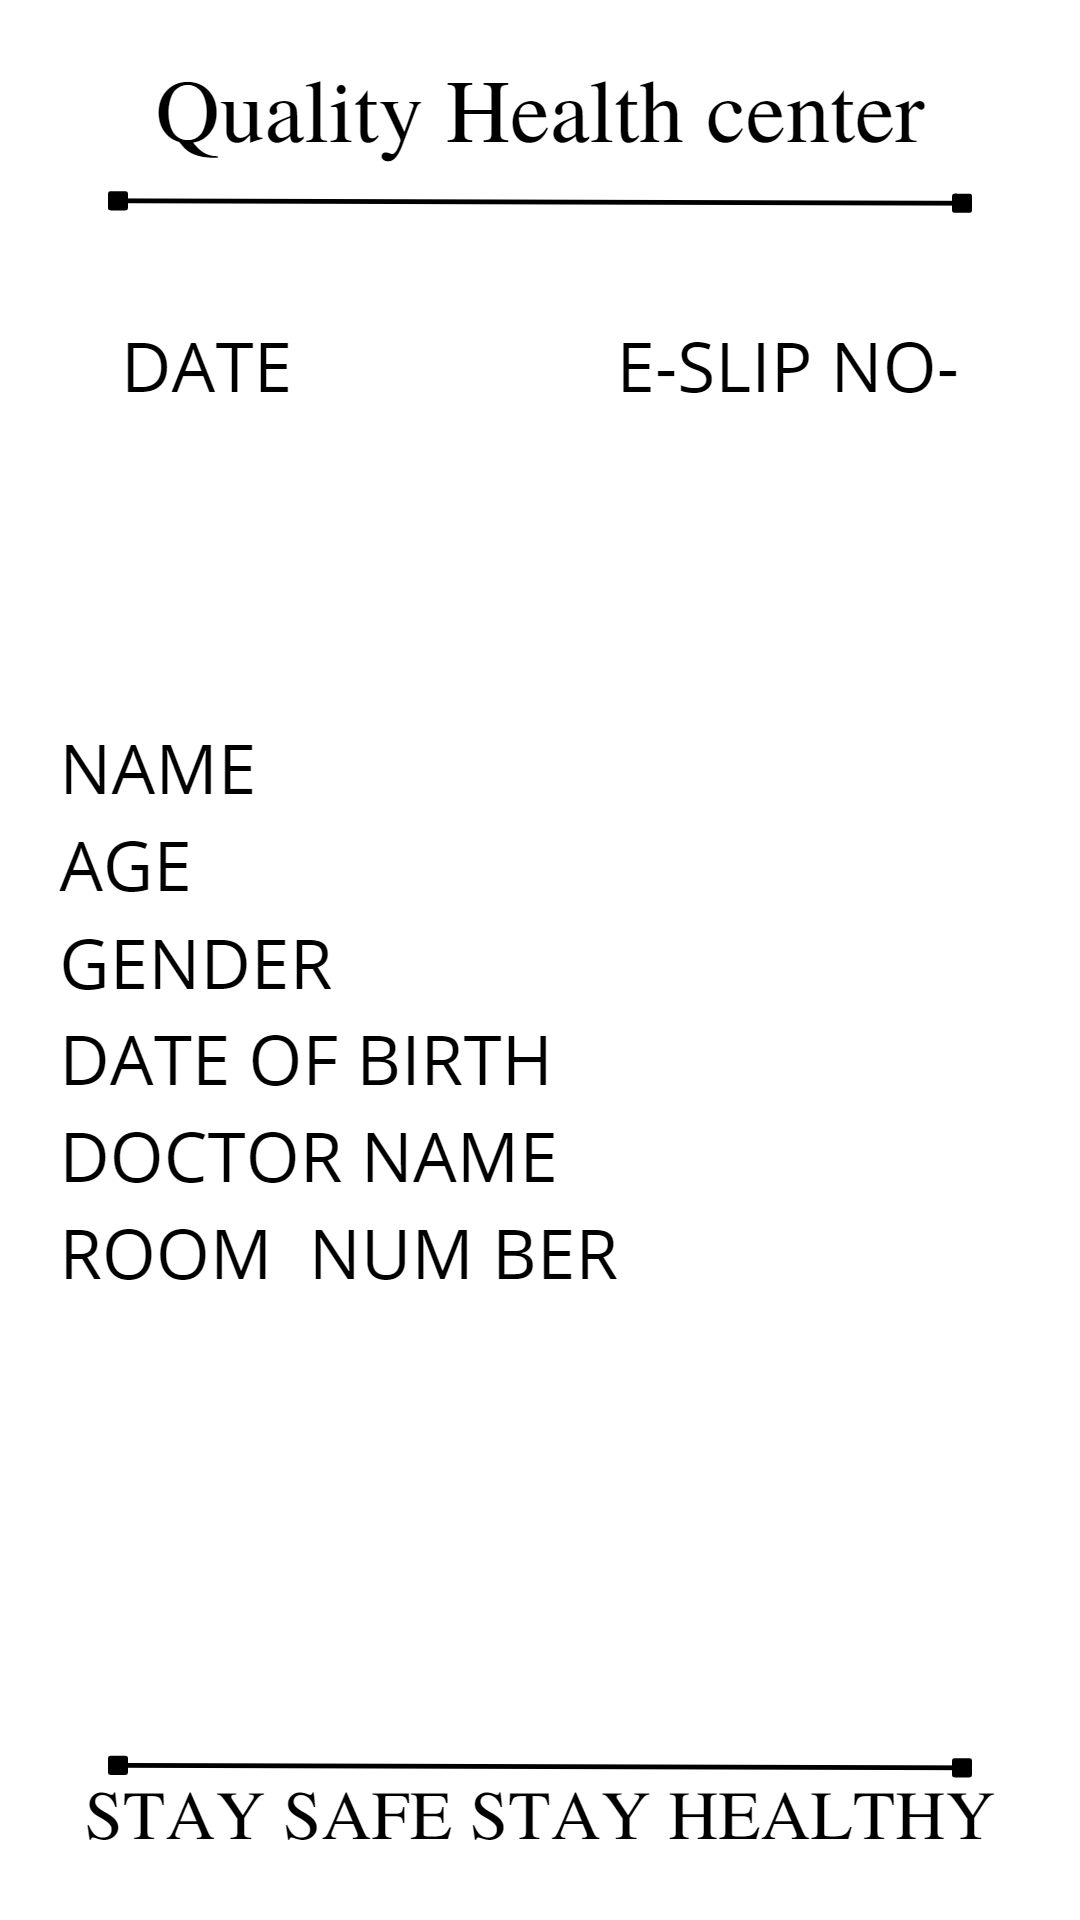 Quality Health center
DATE E-SLIP NO-
NAME
AGE
GENDER
DATE OF BIRTH
DOCTOR NAME
ROOM  NUM BER
STAY SAFE STAY HEALTHY